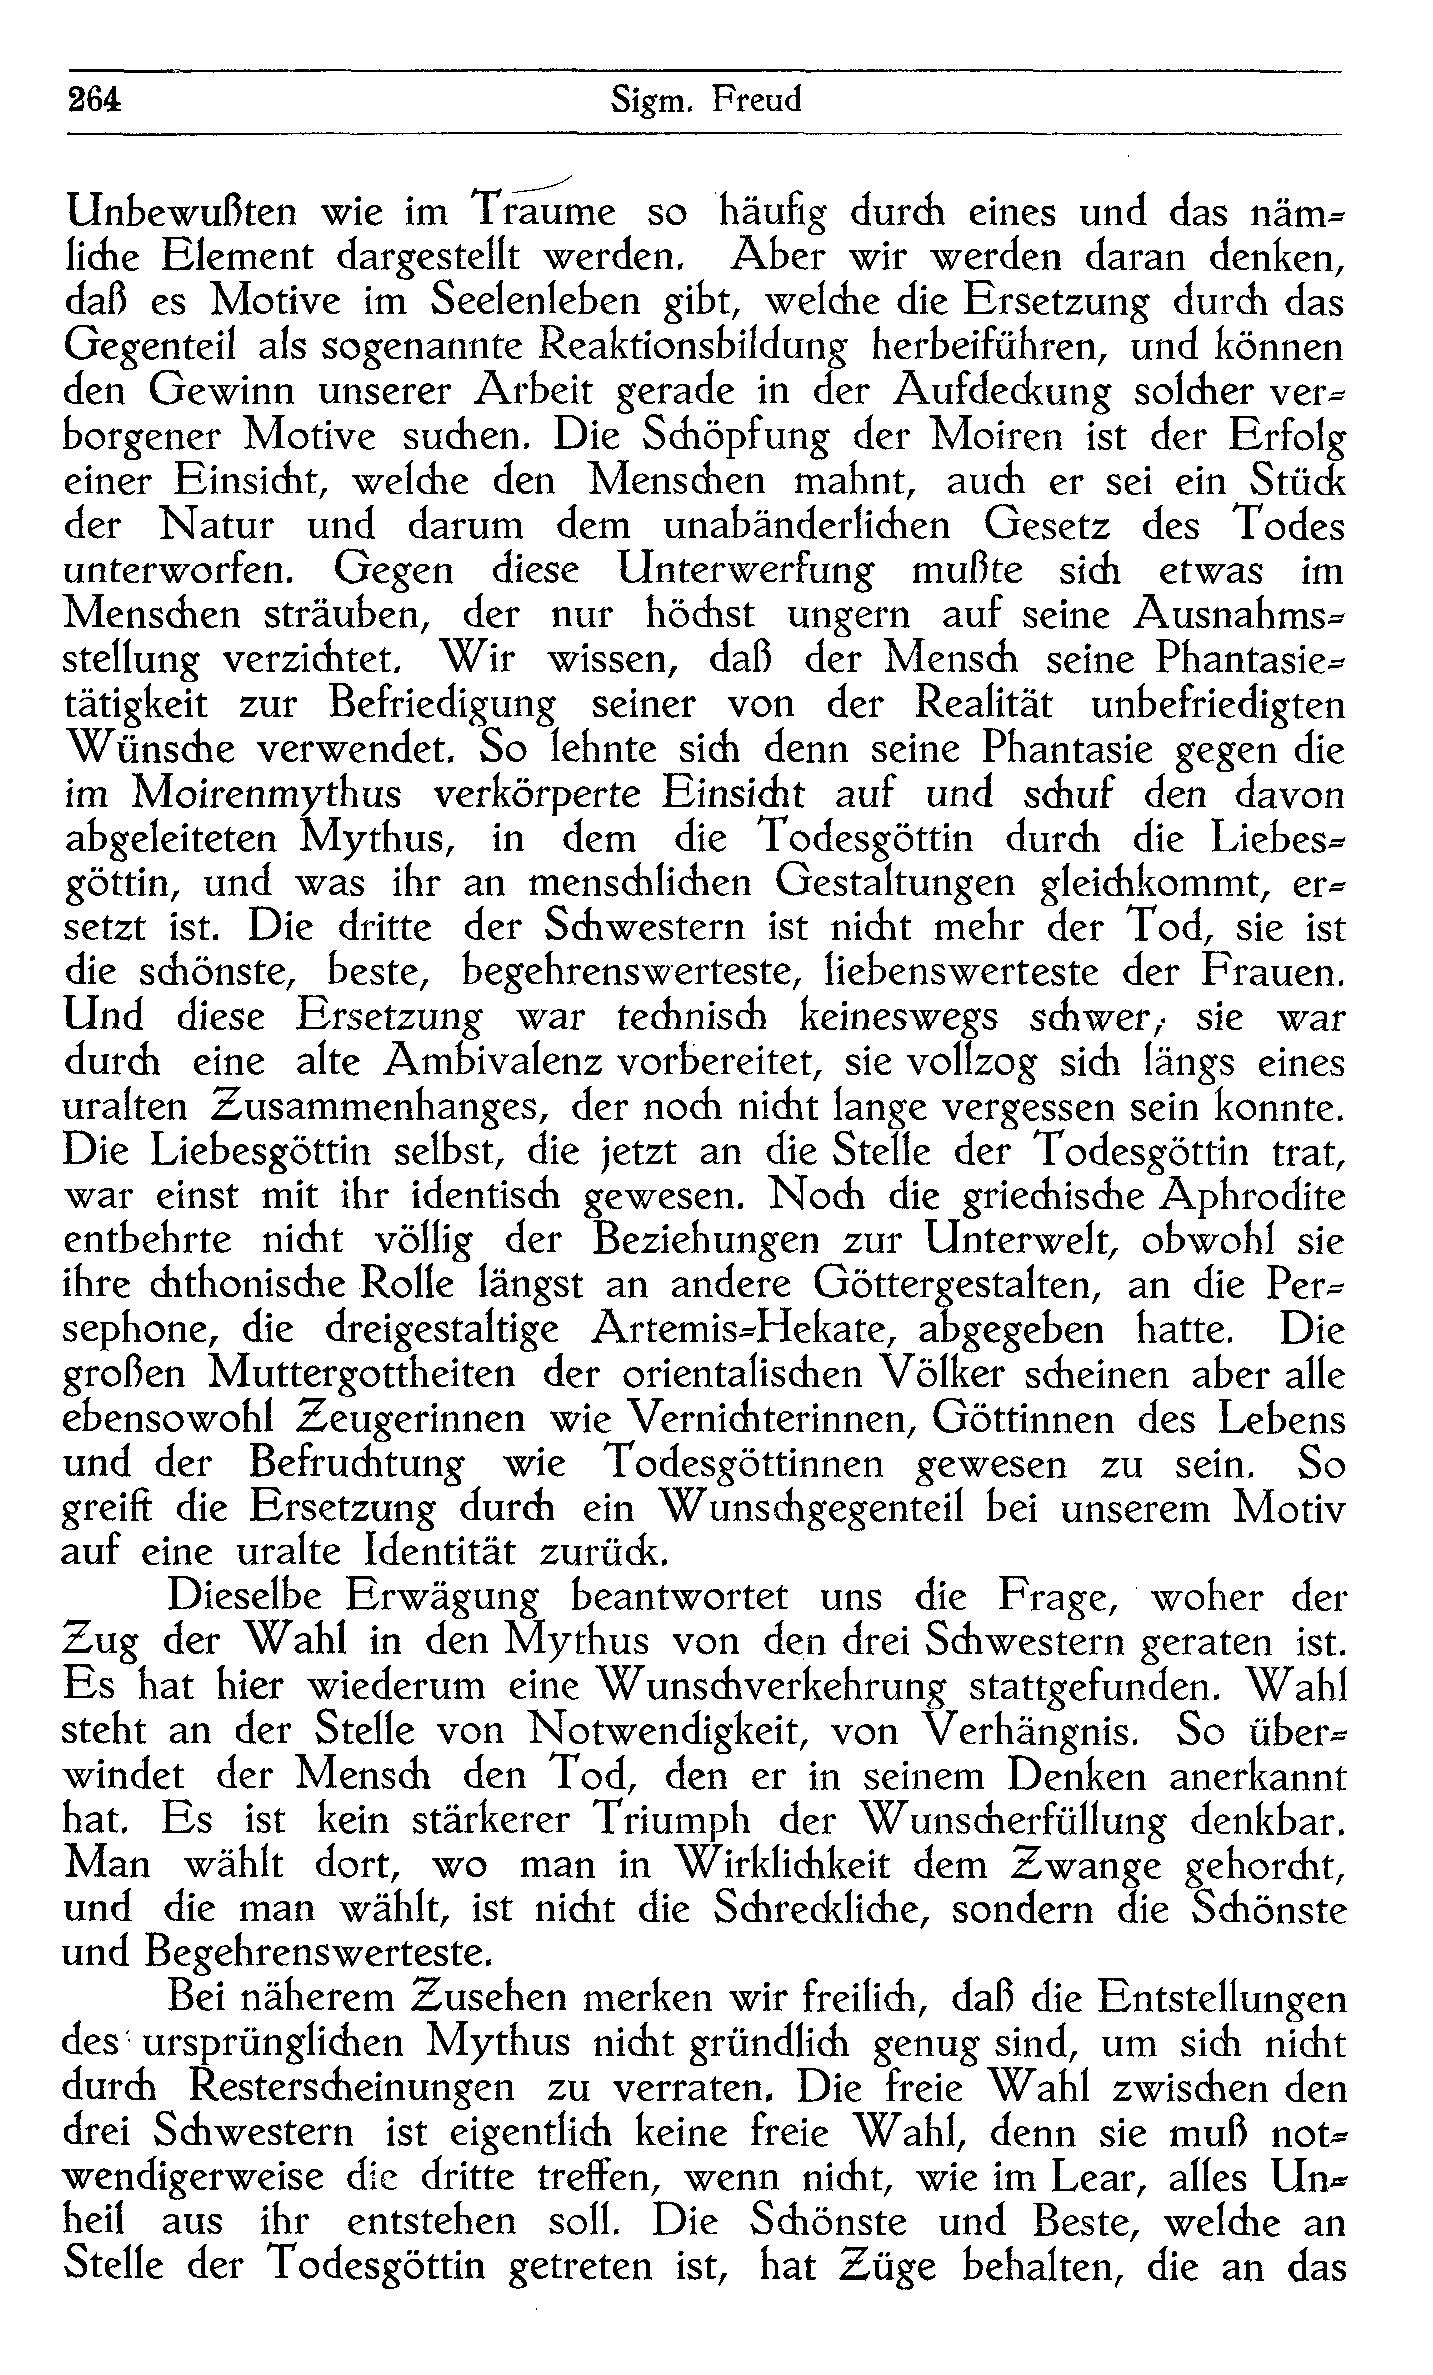 264
Sigm. Freud
Unbewußten wie im Traume so häufig durch eines und das näm-
liche Element dargestellt werden. Aber wir werden daran denken,
daß es Motive im Seelenleben gibt, welche die Ersetzung durch das
Gegenteil als sogenannte Reaktionsbildung herbeiführen, und können
den Gewinn unserer Arbeit gerade in der Aufdeckung solcher ver-
borgener Motive suchen. Die Schöpfung der Moiren ist der Erfolg
einer Einsicht, welche den Menschen mahnt, auch er sei ein Stück
der Natur und darum dem unabänderlichen Gesetz des Todes
unterworfen. Gegen diese Unterwerfung mußte sich etwas im
Menschen sträuben, der nur höchst ungern auf seine Ausnahms-
stellung verzichtet. Wir wissen, daß der Mensch seine Phantasie-
tätigkeit zur Befriedigung seiner von der Realität unbefriedigten
Wünsche verwendet. So lehnte sich denn seine Phantasie gegen die
im Moirenmythus verkörperte Einsicht auf und schuf den davon
abgeleiteten Mythus, in dem die Todesgöttin durch die Liebes-
göttin, und was ihr an menschlichen Gestaltungen gleichkommt, er-
setzt ist. Die dritte der Schwestern ist nicht mehr der Tod, sie ist
die schönste, beste, begehrenswerteste, liebenswerteste der Frauen.
Und diese Ersetzung war technisch keineswegs schwer; sie war
durch eine alte Ambivalenz vorbereitet, sie vollzog sich längs eines
uralten Zusammenhanges, der noch nicht lange vergessen sein konnte.
Die Liebesgöttin selbst, die jetzt an die Stelle der Todesgöttin trat,
war einst mit ihr identisch gewesen. Noch die griechische Aphrodite
entbehrte nicht völlig der Beziehungen zur Unterwelt, obwohl sie
ihre chthonische Rolle längst an andere Göttergestalten, an die Per-
sephone, die dreigestaltige Artemis-Hekate, abgegeben hatte. Die
großen Muttergottheiten der orientalischen Völker scheinen aber alle
ebensowohl Zeugerinnen wie Vernichterinnen, Göttinnen des Lebens
und der Befruchtung wie Todesgöttinnen gewesen zu sein. So
greift die Ersetzung durch ein Wunschgegenteil bei unserem Motiv
auf eine uralte Identität zurück.
Dieselbe Erwägung beantwortet uns die Frage, woher der
Zug der Wahl in den Mythus von den drei Schwestern geraten ist.
Es hat hier wiederum eine Wunschverkehrung stattgefunden. Wahl
steht an der Stelle von Notwendigkeit, von Verhängnis. So über-
windet der Mensch den Tod, den er in seinem Denken anerkannt
hat. Es ist kein stärkerer Triumph der Wunscherfüllung denkbar.
Man wählt dort, wo man in Wirklichkeit dem Zwange gehorcht,
und die man wählt, ist nicht die Schreckliche, sondern die Schönste
und Begehrenswerteste.
Bei näherem Zusehen merken wir freilich, daß die Entstellungen
des ursprünglichen Mythus nicht gründlich genug sind, um sich nicht
durch Resterscheinungen zu verraten. Die freie Wahl zwischen den
drei Schwestern ist eigentlich keine freie Wahl, denn sie muß not-
wendigerweise die dritte treffen, wenn nicht, wie im Lear, alles Un-
heil aus ihr entstehen soll. Die Schönste und Beste, welche an
Stelle der Todesgöttin getreten ist, hat Züge behalten, die an das